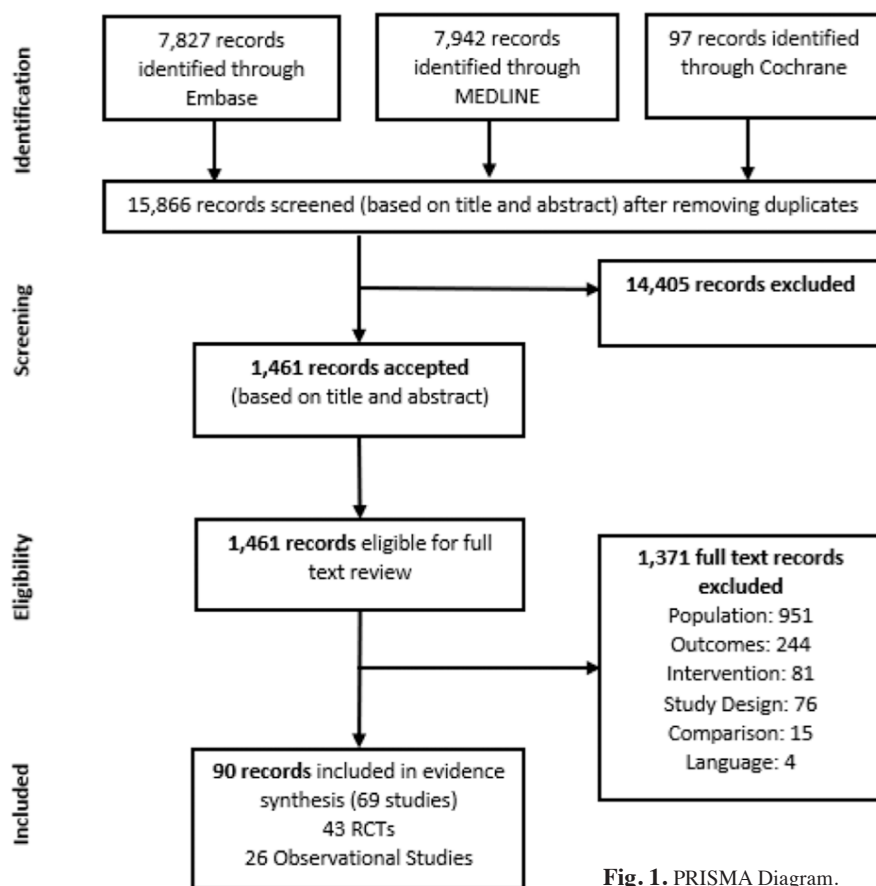 Identification
7,827 records
identified through
Embase
7,942 records
identified through
MEDLINE
97 records identified
through Cochrane
15,866 records screened (based on title and abstract) after removing duplicates
Screening
14,405 records excluded
1,461 records accepted
(based on title and abstract)
Eligibility
1,461 records eligible for full
text review
1,371 full text records
excluded
Population: 951
Outcomes: 244
Intervention: 81
Study Design: 76
Comparison: 15
Language: 4
Included
90 records included in evidence
synthesis (69 studies)
43 RCTs
26 Observational Studies
Fig. 1. PRISMA Diagram.